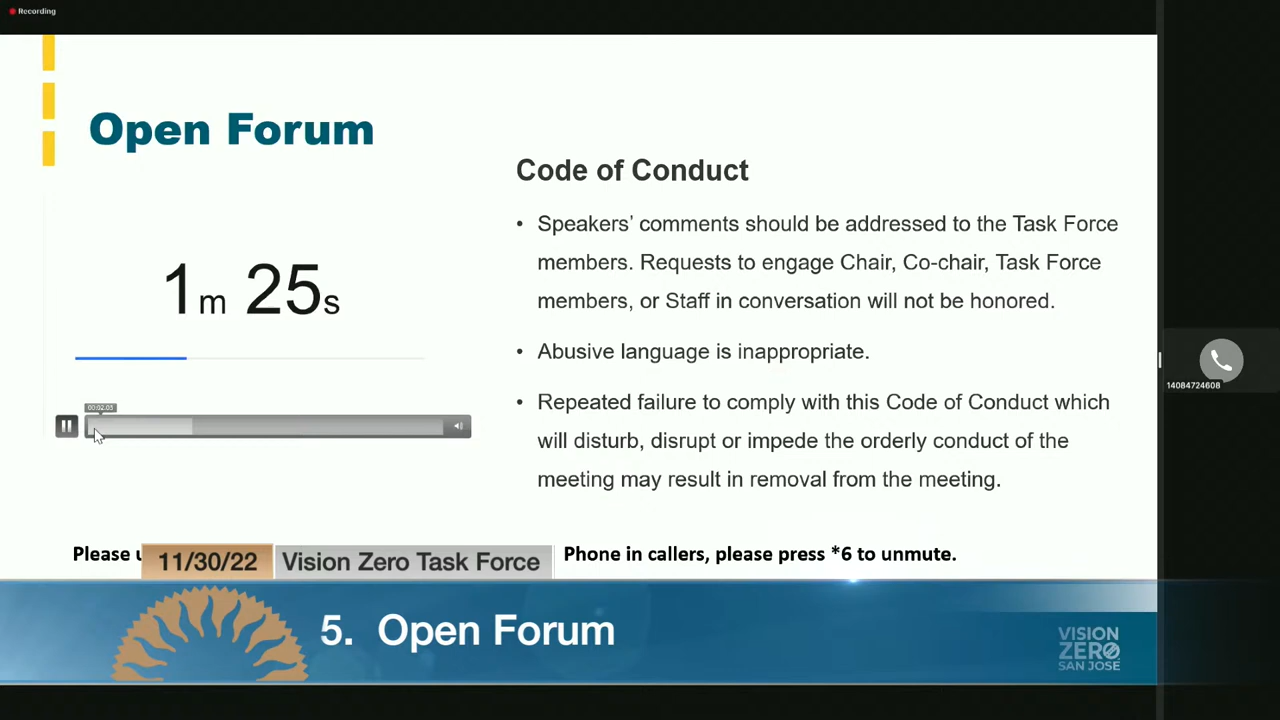 Recording
Open Forum
Code of Conduct
• Speakers’ comments should be addressed to the Task Force
members. Requests to engage Chair, Co-chair, Task Force
members, or Staff in conversation will not be honored.
1m 25s
• Abusive language is inappropriate.
14084724608
• Repeated failure to comply with this Code of Conduct which
will disturb, disrupt or impede the orderly conduct of the
meeting may result in removal from the meeting.
Please
Phone in callers, please press *6 to unmute.
11/30/22 Vision Zero Task Force
5. Open Forum
VISION
ZERO
SAN JOSE